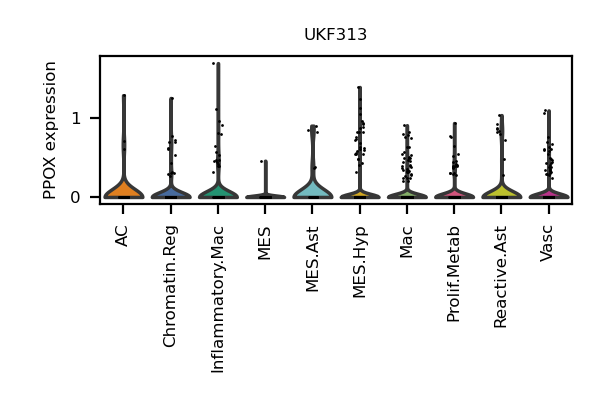 UKF313
PPOX expression
1
0
AC
Chromatin.Reg
Inflammatory.Mac
MES
MES.Ast
MES.Hyp
Mac
Prolif.Metab
Reactive.Ast
Vasc